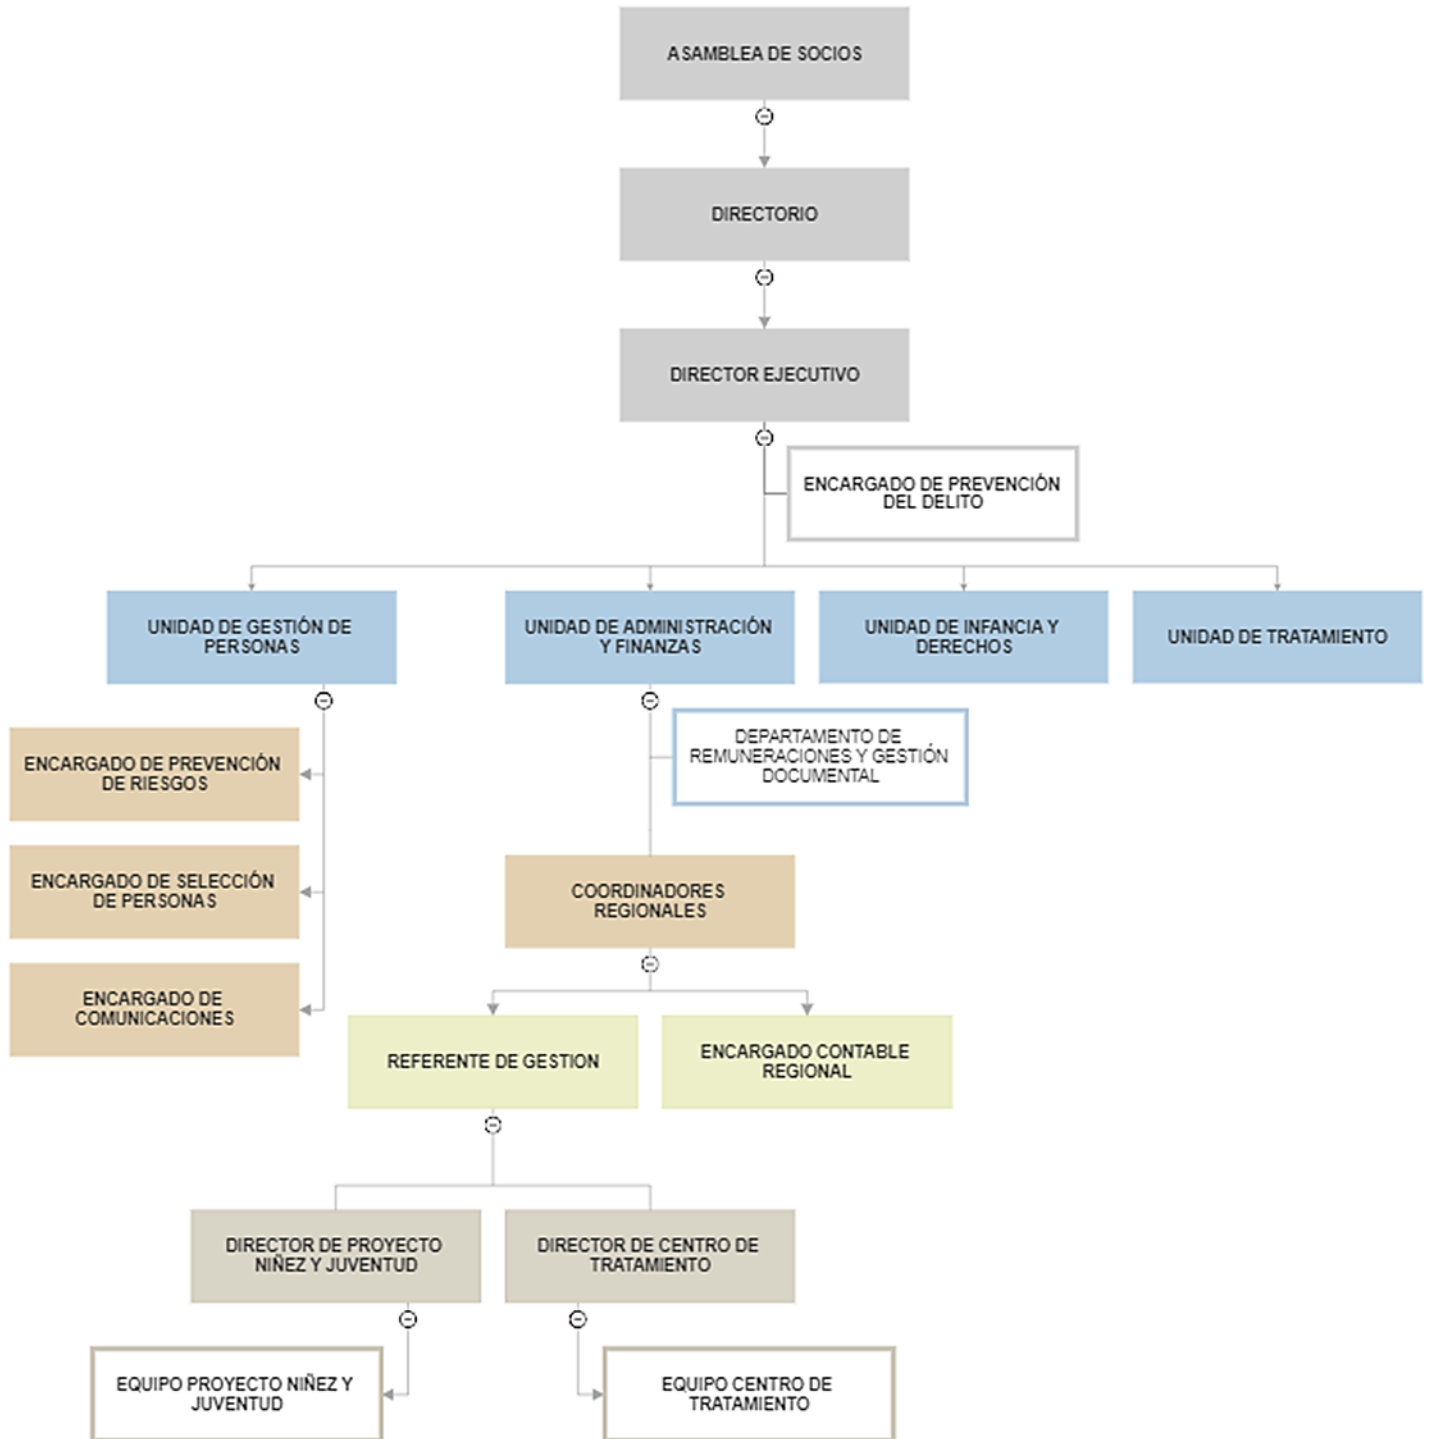 ASAMBLEA DE SOCIOS
DIRECTORIO
DIRECTOR EJECUTIVO
ENCARGADO DE PREVENCIÓN
DEL DELITO
UNIDAD DE GESTIÓN DE
PERSONAS
UNIDAD DE ADMINISTRACIÓN
Y FINANZAS
UNIDAD DE INFANCIA Y
DERECHOS
UNIDAD DE TRATAMIENTO
ENCARGADO DE PREVENCIÓN
DE RIESGOS
DEPARTAMENTO DE
REMUNERACIONES Y GESTIÓN
DOCUMENTAL
ENCARGADO DE SELECCIÓN
DE PERSONAS
COORDINADORES
REGIONALES
ENCARGADO DE
COMUNICACIONES
REFERENTE DE GESTION
ENCARGADO CONTABLE
REGIONAL
DIRECTOR DE PROYECTO
NIÑEZ Y JUVENTUD
DIRECTOR DE CENTRO DE
TRATAMIENTO
EQUIPO PROYECTO NIÑEZ Y
JUVENTUD
EQUIPO CENTRO DE
TRATAMIENTO